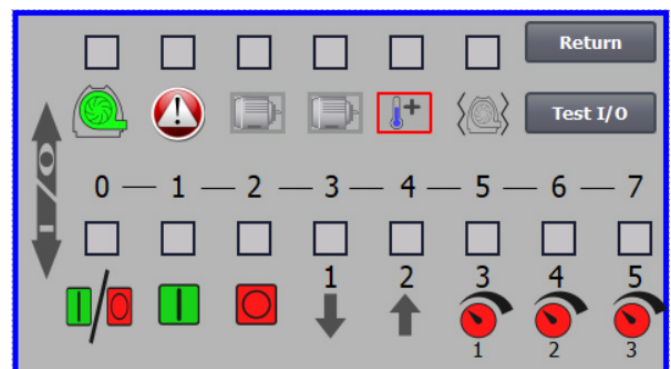 Return
Test I/O
I/O
0 — 1 — 2 — 3 — 4 — 5 — 6 — 7
1 2 3 4 5
1 2 3